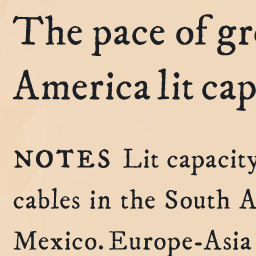 The pace of gr
America lit cap
NOTES Lit capacity
cables in the South A
Mexico. Europe-Asia